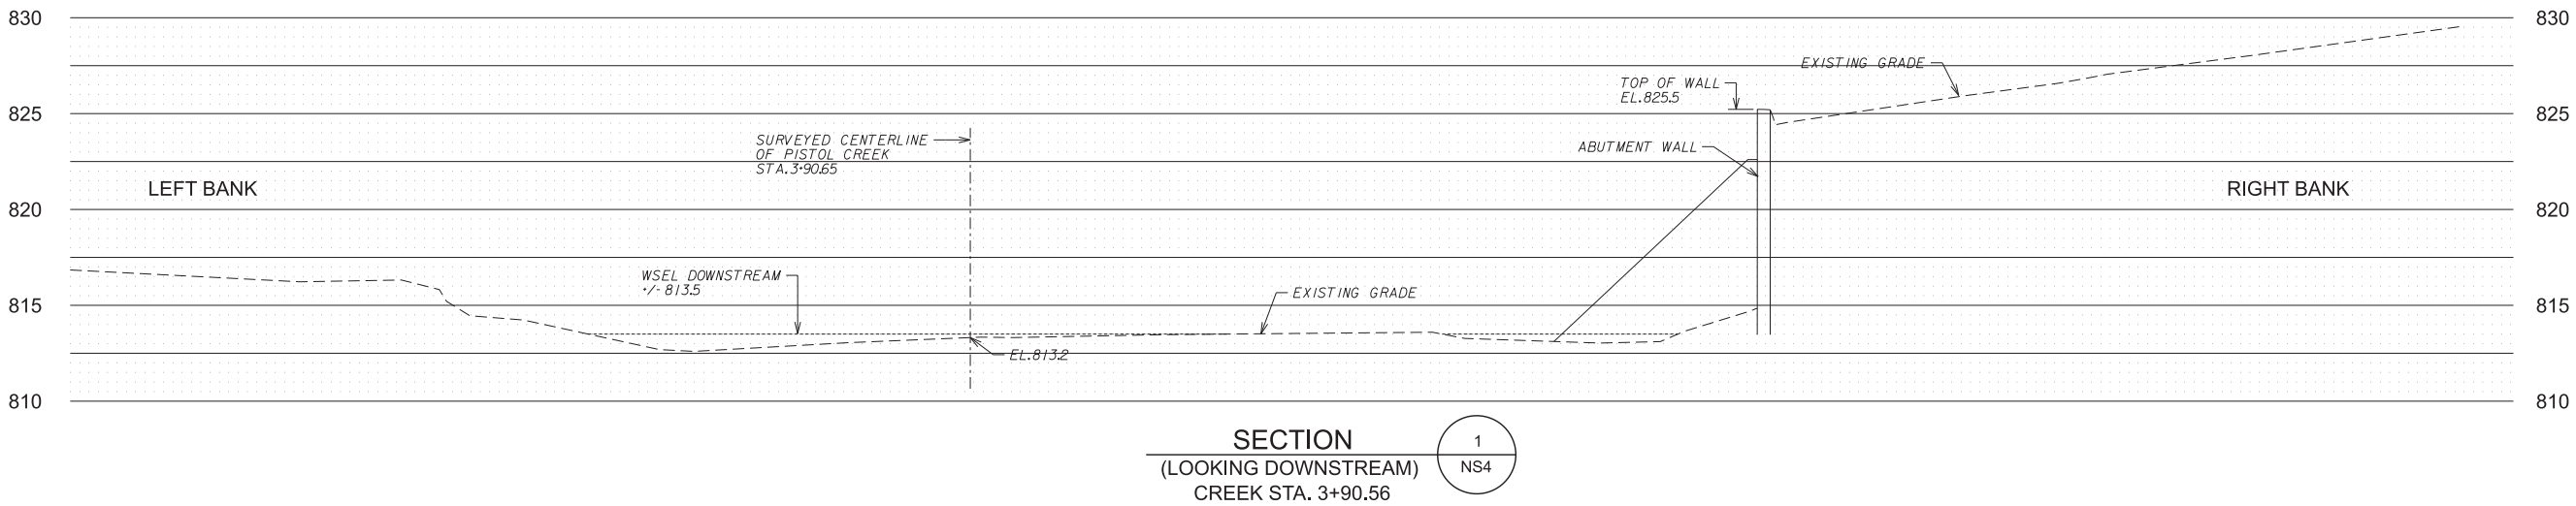 830
830
EXISTING GRADE
TOP OF WALL
EL.825.5
825
825
SURVEYED CENTERLINE
OF PISTOL CREEK
STA.3+90.65
ABUTMENT WALL
LEFT BANK
RIGHT BANK
820
820
WSEL DOWNSTREAM
+/- 813.5
EXISTING GRADE
815
815
EL.813.2
810
810
SECTION
1
(LOOKING DOWNSTREAM)
NS4
CREEK STA. 3+90.56